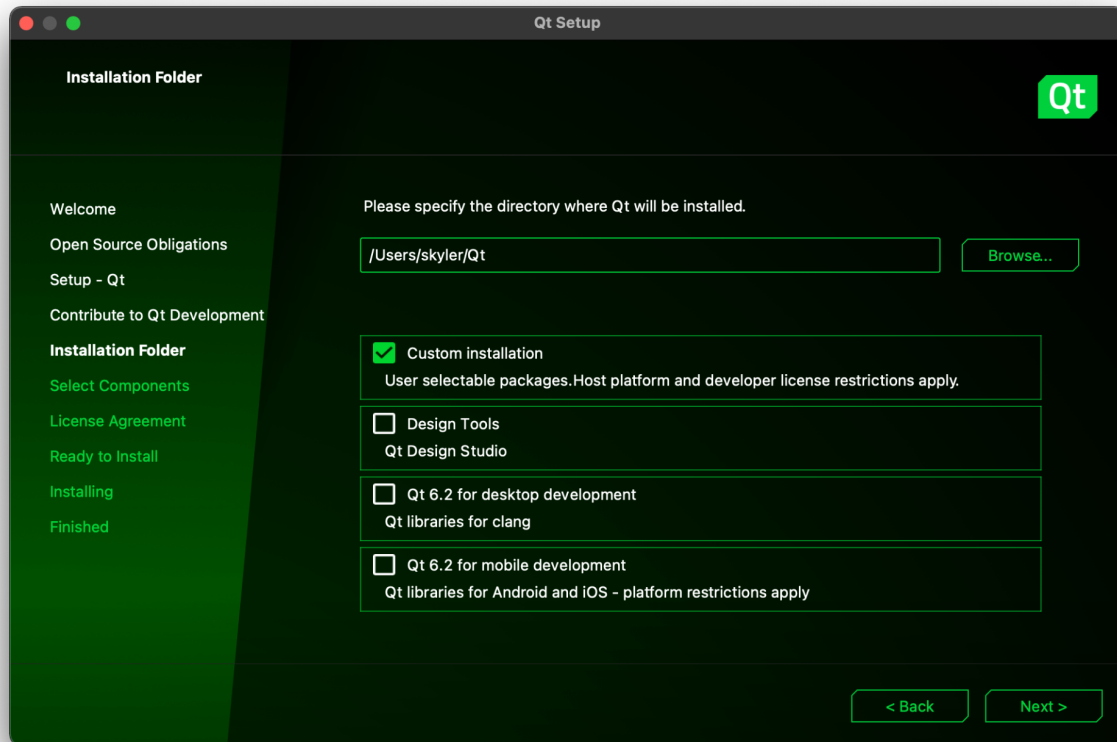 Qt Setup
Installation Folder
Qt
Welcome
Open Source Obligations
Setup - Qt
Contribute to Qt Development
Installation Folder
Select Components
License Agreement
Ready to Install
Installing
Finished
Please specify the directory where Qt will be installed.
/Users/skyler/Qt
Browse...
Custom installation
User selectable packages.Host platform and developer license restrictions apply.
Design Tools
Qt Design Studio
Qt 6.2 for desktop development
Qt libraries for clang
Qt 6.2 for mobile development
Qt libraries for Android and iOS - platform restrictions apply
< Back
Next >